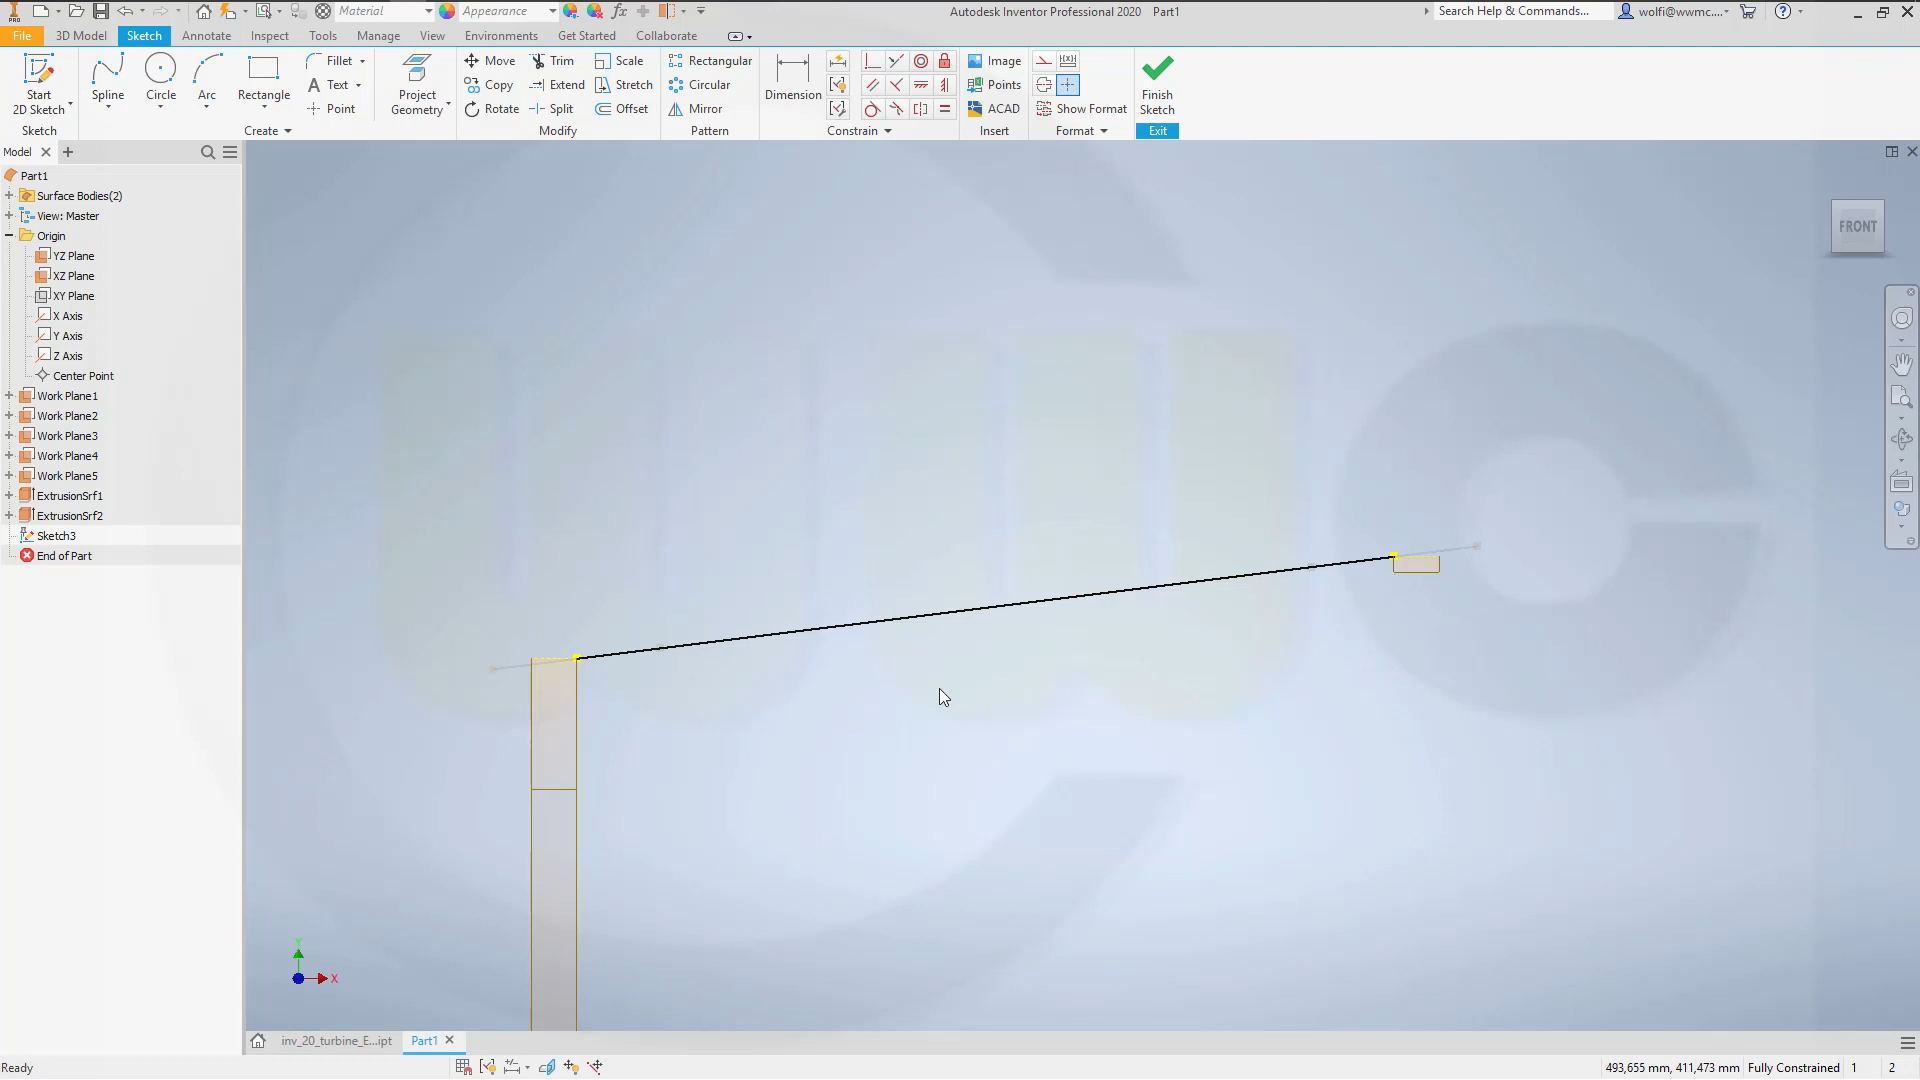 Material
Appearance
Autodesk Inventor Professional 2020 Part1
Search Help & Commands...
wolfi@wwmc....
PRO
File
3D Model
Sketch
Annotate
Inspect
Tools
Manage
View
Environments
Get Started
Collaborate
Start
2D Sketch
Spline
Circle
Arc
Rectangle
Fillet
Text
Point
Project
Geometry
Move
Copy
Rotate
Trim
Extend
Split
Scale
Stretch
Offset
Rectangular
Circular
Mirror
Dimension
Image
Points
ACAD
Show Format
Finish
Sketch
Sketch
Create
Modify
Pattern
Constrain
Insert
Format
Exit
Model
Part1
Surface Bodies(2)
View: Master
Origin
YZ Plane
XZ Plane
XY Plane
X Axis
Y Axis
Z Axis
Center Point
Work Plane1
Work Plane2
Work Plane3
Work Plane4
Work Plane5
ExtrusionSrf1
ExtrusionSrf2
Sketch3
End of Part
FRONT
Y
X
inv_20_turbine_E...ipt
Part1
Ready
493,655 mm, 411,473 mm Fully Constrained 1 2